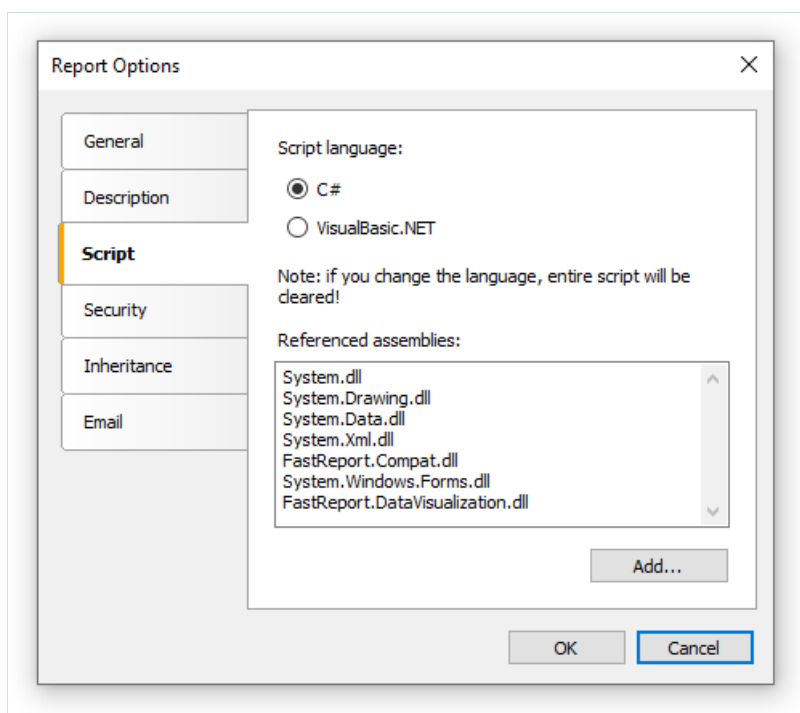 Report Options
General
Description
Script
Security
Inheritance
Email
Script language:
C#
VisualBasic.NET
Note: if you change the language, entire script will be
cleared!
Referenced assemblies:
System.dll
System.Drawing.dll
System.Data.dll
System.Xml.dll
FastReport.Compat.dll
System.Windows.Forms.dll
FastReport.DataVisualization.dll
Add...
OK
Cancel